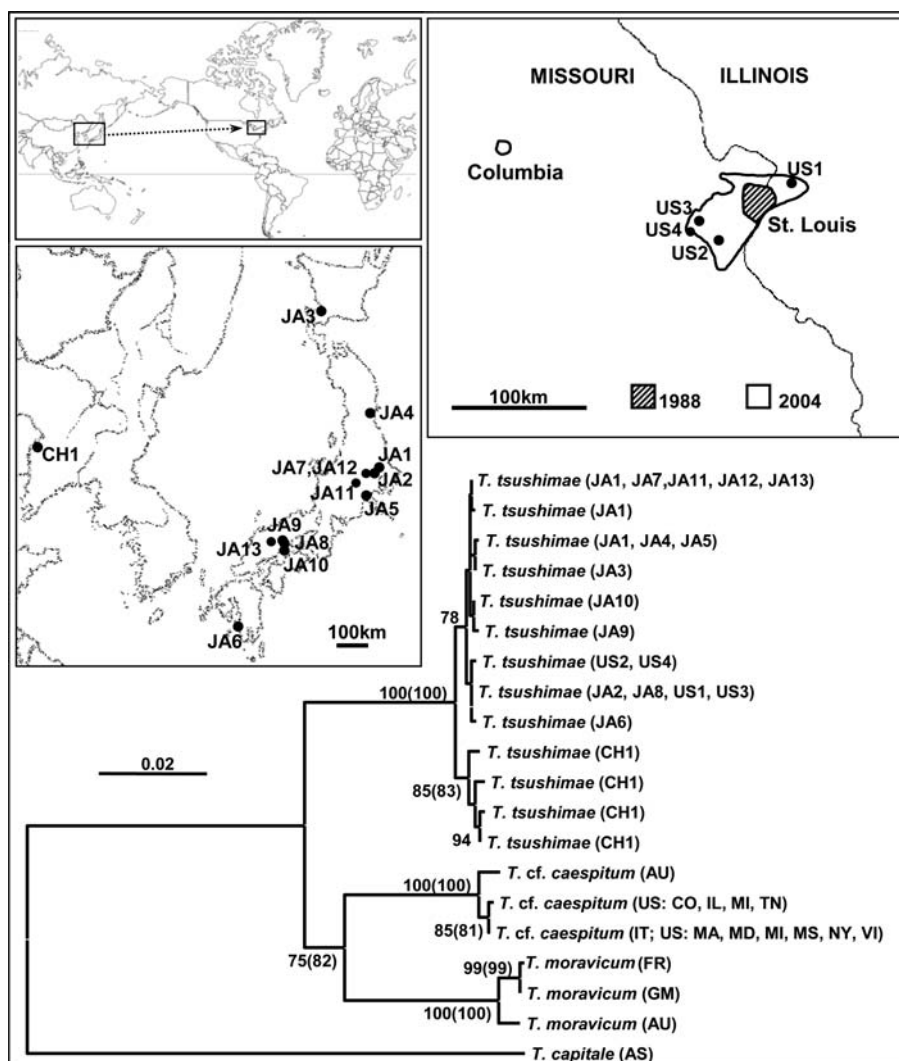 MISSOURI
ILLINOIS
Columbia
US1
US3
US4
St. Louis
US2
100km
1988
2004
JA3
JA4
CH1
JA1
JA7,JA12
JA2
JA11
JA5
JA9
JA13
JA8
JA10
JA6
100km
T. tsushimae (JA1, JA7,JA11, JA12, JA13)
T. tsushimae (JA1)
T. tsushimae (JA1, JA4, JA5)
T. tsushimae (JA3)
T. tsushimae (JA10)
78
T. tsushimae (JA9)
T. tsushimae (US2, US4)
100(100)
T. tsushimae (JA2, JA8, US1, US3)
T. tsushimae (JA6)
T. tsushimae (CH1)
0.02
T. tsushimae (CH1)
85(83)
T. tsushimae (CH1)
94
T. tsushimae (CH1)
T. cf. caespitum (AU)
100(100)
T. cf. caespitum (US: CO, IL, MI, TN)
85(81)
T. cf. caespitum (IT; US: MA, MD, MI, MS, NY, VI)
75(82)
T. moravicum (FR)
99(99)
T. moravicum (GM)
100(100)
T. moravicum (AU)
T. capitale (AS)